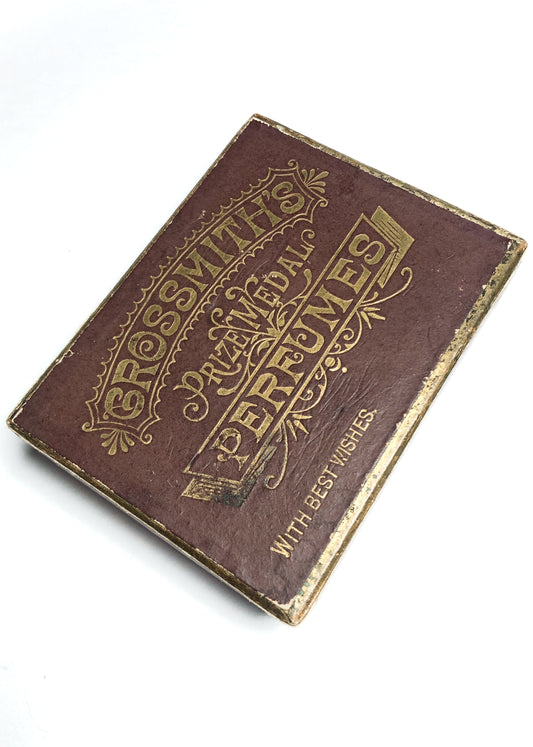 GROSSMITH'S
PRIZE MEDAL
PERFUMES
WITH BEST WISHES.